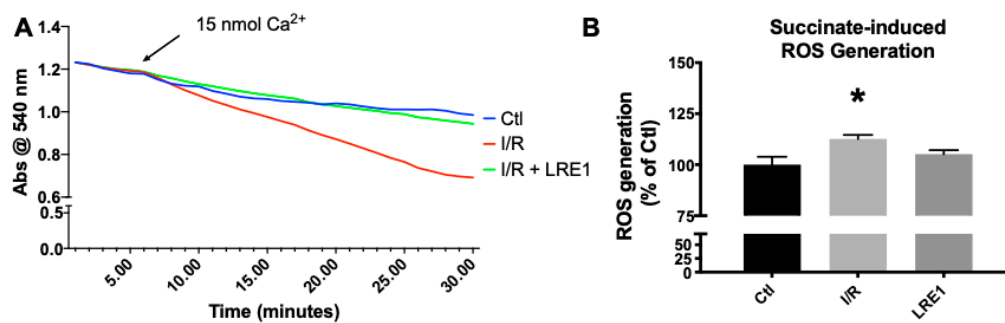 A
15 nmol Ca²⁺
1.4
1.2
1.0
0.8
0.6
0.5
0.0
Abs @ 540 nm
5.00
10.00
15.00
20.00
25.00
30.00
Time (minutes)
Ctl
I/R
I/R + LRE1
B
Succinate-induced
ROS Generation
ROS generation
(% of Ctl)
150
125
100
75
50
25
0
*
Ctl
I/R
LRE1